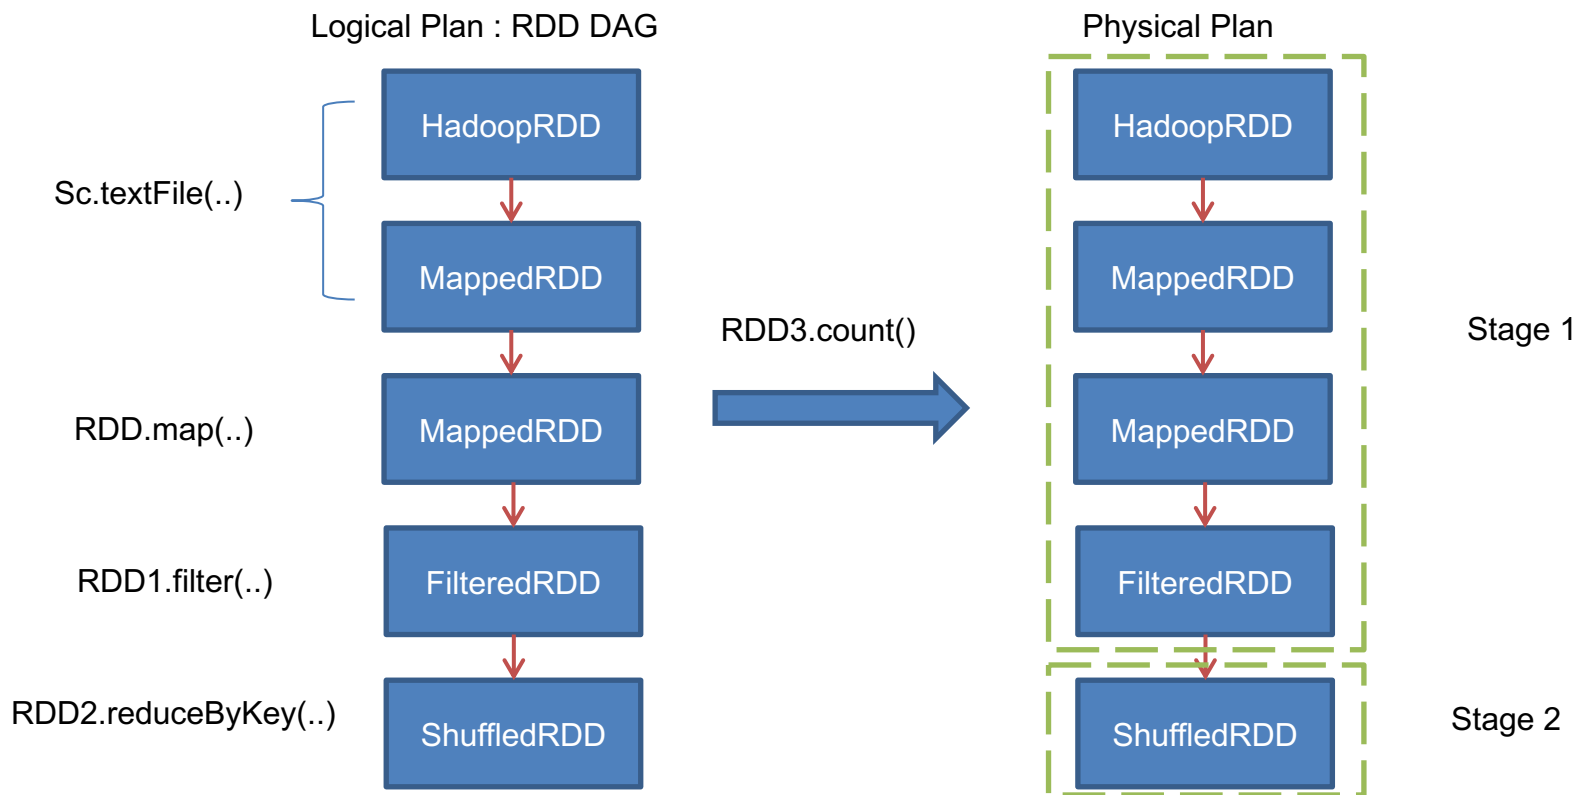 Logical Plan : RDD DAG
Physical Plan
HadoopRDD
HadoopRDD
Sc.textFile(..)
MappedRDD
MappedRDD
RDD3.count()
Stage 1
RDD.map(..)
MappedRDD
MappedRDD
RDD1.filter(..)
FilteredRDD
FilteredRDD
RDD2.reduceByKey(..)
ShuffledRDD
ShuffledRDD
Stage 2